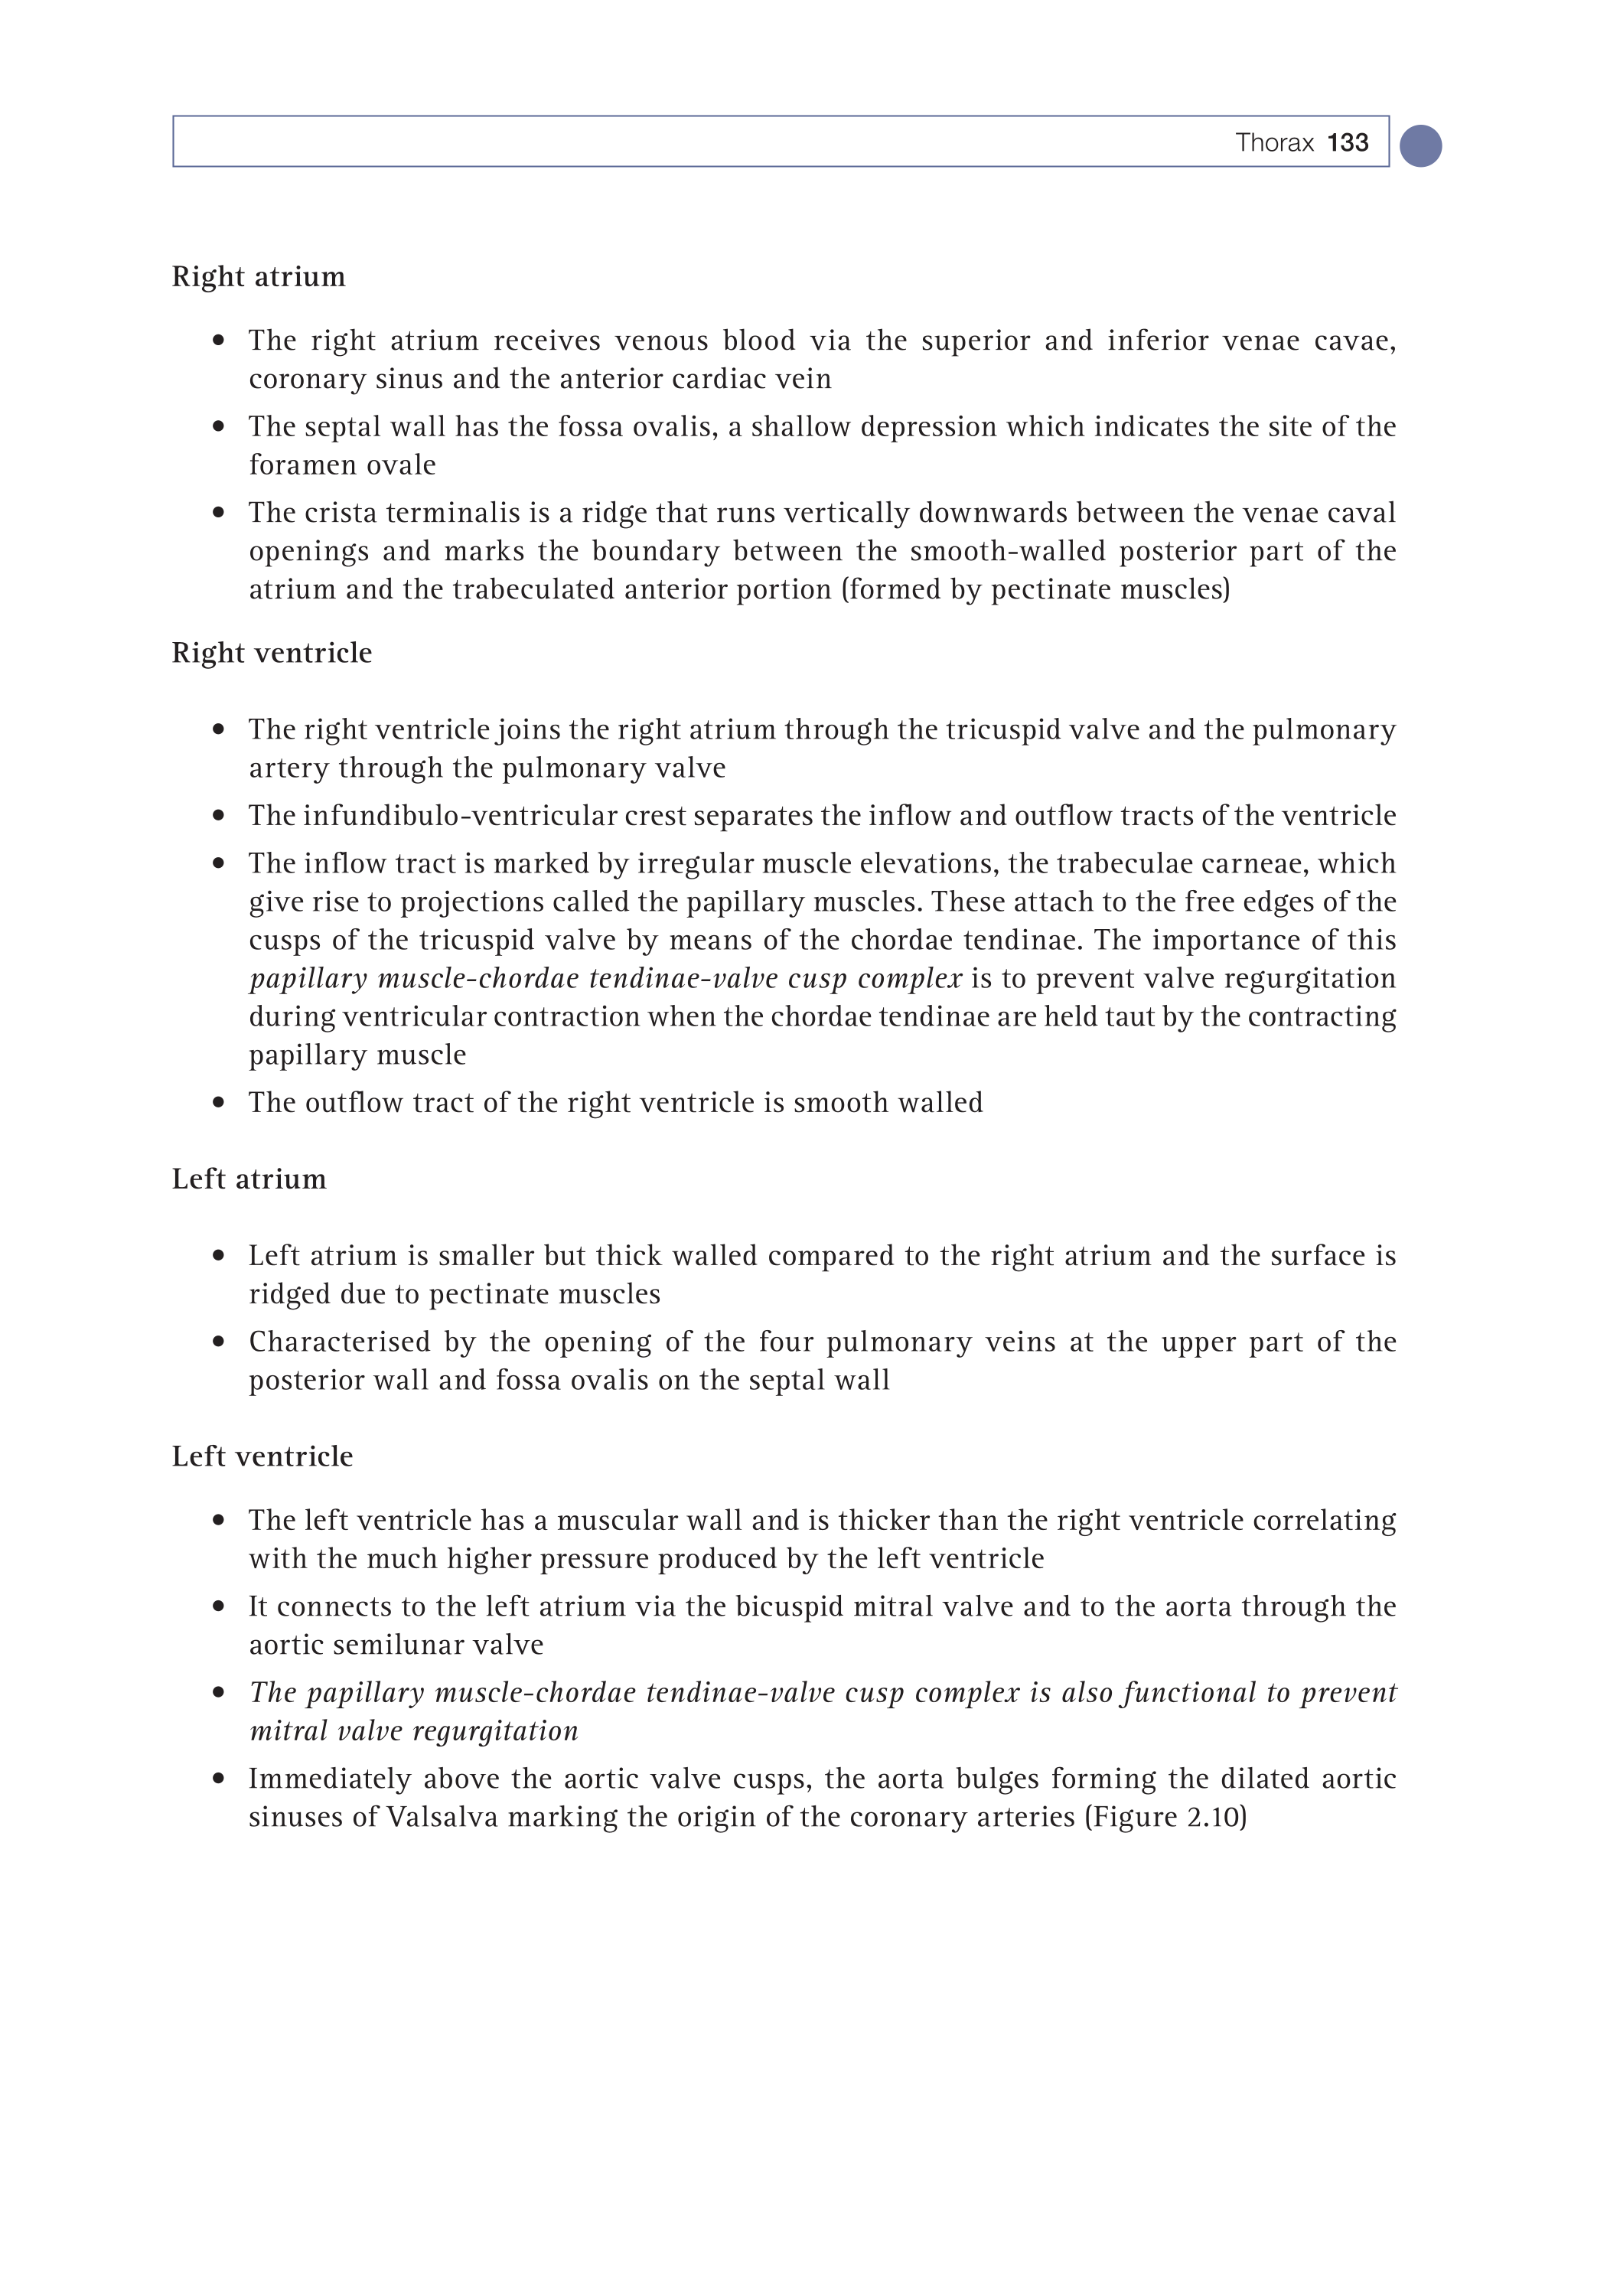 Thorax 133
Right atrium
• The right atrium receives venous blood via the superior and inferior venae cavae,
coronary sinus and the anterior cardiac vein
• The septal wall has the fossa ovalis, a shallow depression which indicates the site of the
foramen ovale
• The crista terminalis is a ridge that runs vertically downwards between the venae caval
openings and marks the boundary between the smooth-walled posterior part of the
atrium and the trabeculated anterior portion (formed by pectinate muscles)
Right ventricle
• The right ventricle joins the right atrium through the tricuspid valve and the pulmonary
artery through the pulmonary valve
• The infundibulo-ventricular crest separates the inflow and outflow tracts of the ventricle
• The inflow tract is marked by irregular muscle elevations, the trabeculae carneae, which
give rise to projections called the papillary muscles. These attach to the free edges of the
cusps of the tricuspid valve by means of the chordae tendinae. The importance of this
papillary muscle-chordae tendinae-valve cusp complex is to prevent valve regurgitation
during ventricular contraction when the chordae tendinae are held taut by the contracting
papillary muscle
• The outflow tract of the right ventricle is smooth walled
Left atrium
• Left atrium is smaller but thick walled compared to the right atrium and the surface is
ridged due to pectinate muscles
• Characterised by the opening of the four pulmonary veins at the upper part of the
posterior wall and fossa ovalis on the septal wall
Left ventricle
• The left ventricle has a muscular wall and is thicker than the right ventricle correlating
with the much higher pressure produced by the left ventricle
• It connects to the left atrium via the bicuspid mitral valve and to the aorta through the
aortic semilunar valve
• The papillary muscle-chordae tendinae-valve cusp complex is also functional to prevent
mitral valve regurgitation
• Immediately above the aortic valve cusps, the aorta bulges forming the dilated aortic
sinuses of Valsalva marking the origin of the coronary arteries (Figure 2.10)